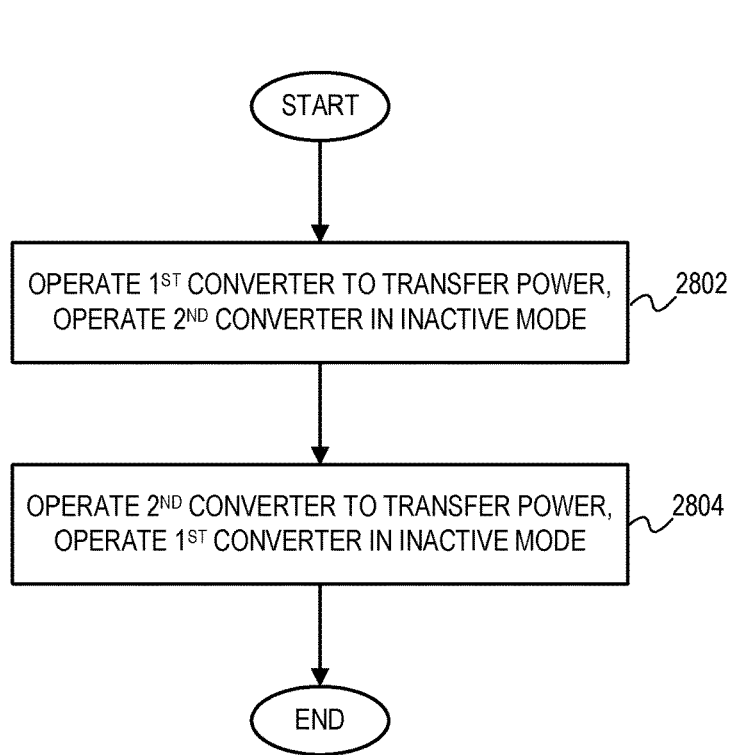 START
OPERATE 1ST CONVERTER TO TRANSFER POWER,
OPERATE 2ND CONVERTER IN INACTIVE MODE
2802
OPERATE 2ND CONVERTER TO TRANSFER POWER,
OPERATE 1ST CONVERTER IN INACTIVE MODE
2804
END